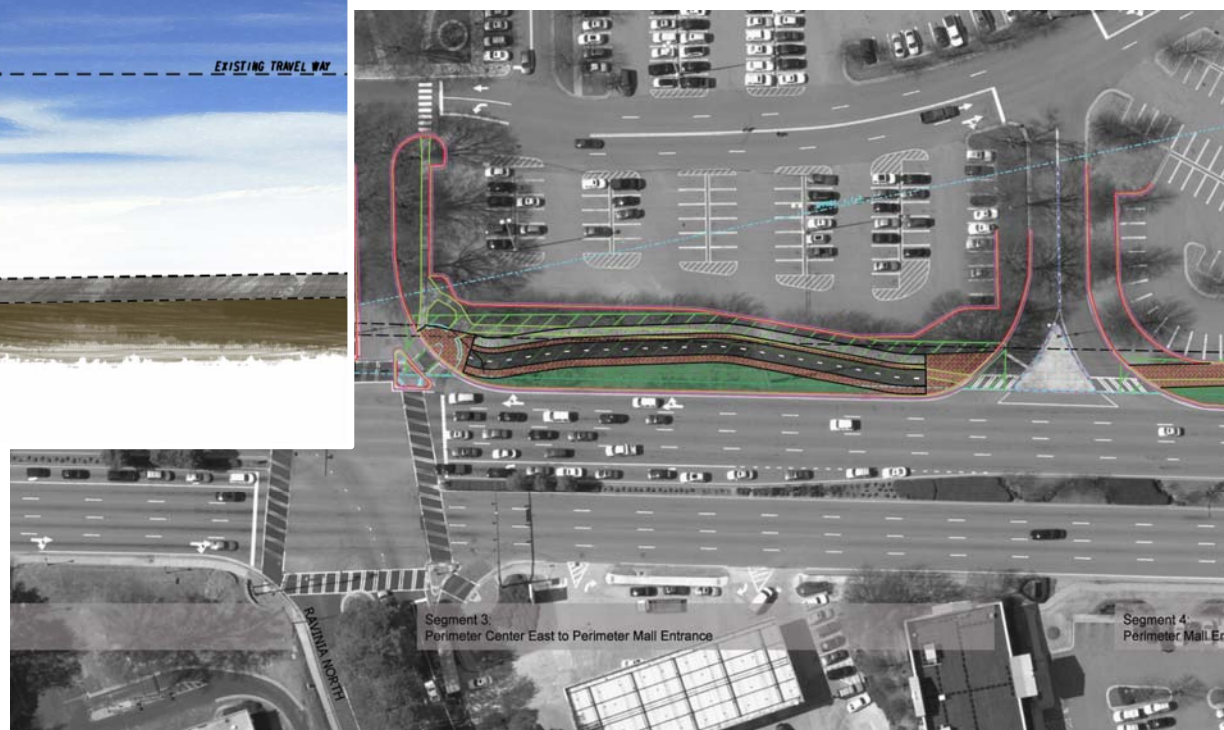 EXISTING TRAVEL WAY
RAVINIA NORTH
Segment 3:
Perimeter Center East to Perimeter Mall Entrance
Segment 4:
Perimeter Mall En